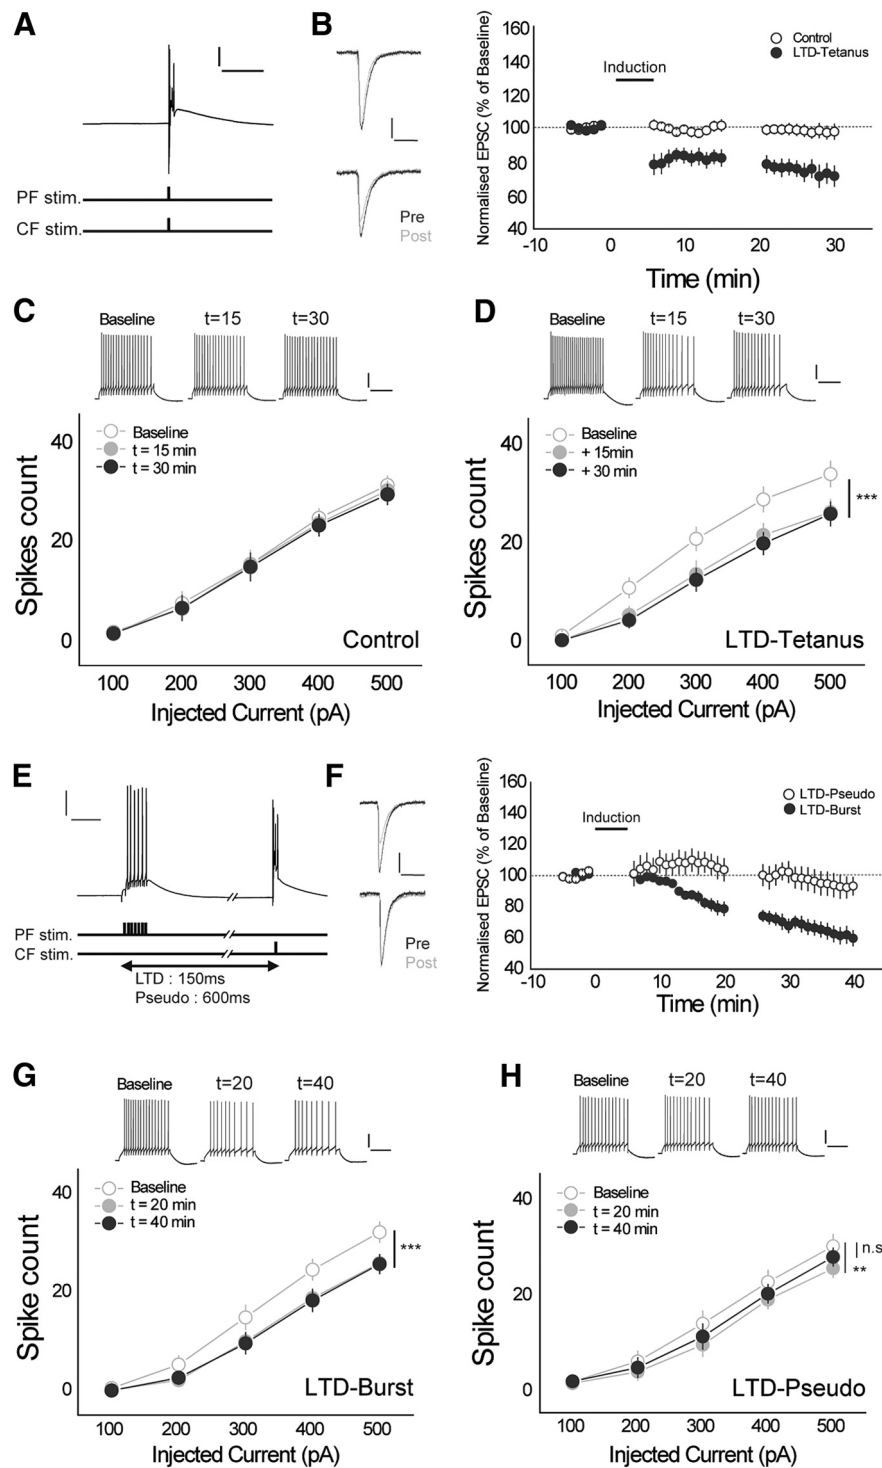 A
PF stim.
CF stim.
B
Pre
Post
Normalised EPSC (% of Baseline)
160
140
120
100
80
60
40
Induction
Control
LTD-Tetanus
-10
0
10
20
30
Time (min)
C
Baseline
t=15
t=30
Spikes count
40
20
0
Baseline
t = 15 min
t = 30 min
Control
100
200
300
400
500
Injected Current (pA)
D
Baseline
t=15
t=30
Spikes count
40
20
0
Baseline
+ 15min
+ 30 min
***
LTD-Tetanus
100
200
300
400
500
Injected Current (pA)
E
PF stim.
CF stim.
LTD : 150ms
Pseudo : 600ms
F
Pre
Post
Normalised EPSC (% of Baseline)
160
140
120
100
80
60
40
Induction
LTD-Pseudo
LTD-Burst
-10
0
10
20
30
40
Time (min)
G
Baseline
t=20
t=40
Spike count
40
20
0
Baseline
t = 20 min
t = 40 min
***
LTD-Burst
100
200
300
400
500
Injected Current (pA)
H
Baseline
t=20
t=40
Spike count
40
20
0
Baseline
t = 20 min
t = 40 min
n.s
**
LTD-Pseudo
100
200
300
400
500
Injected Current (pA)